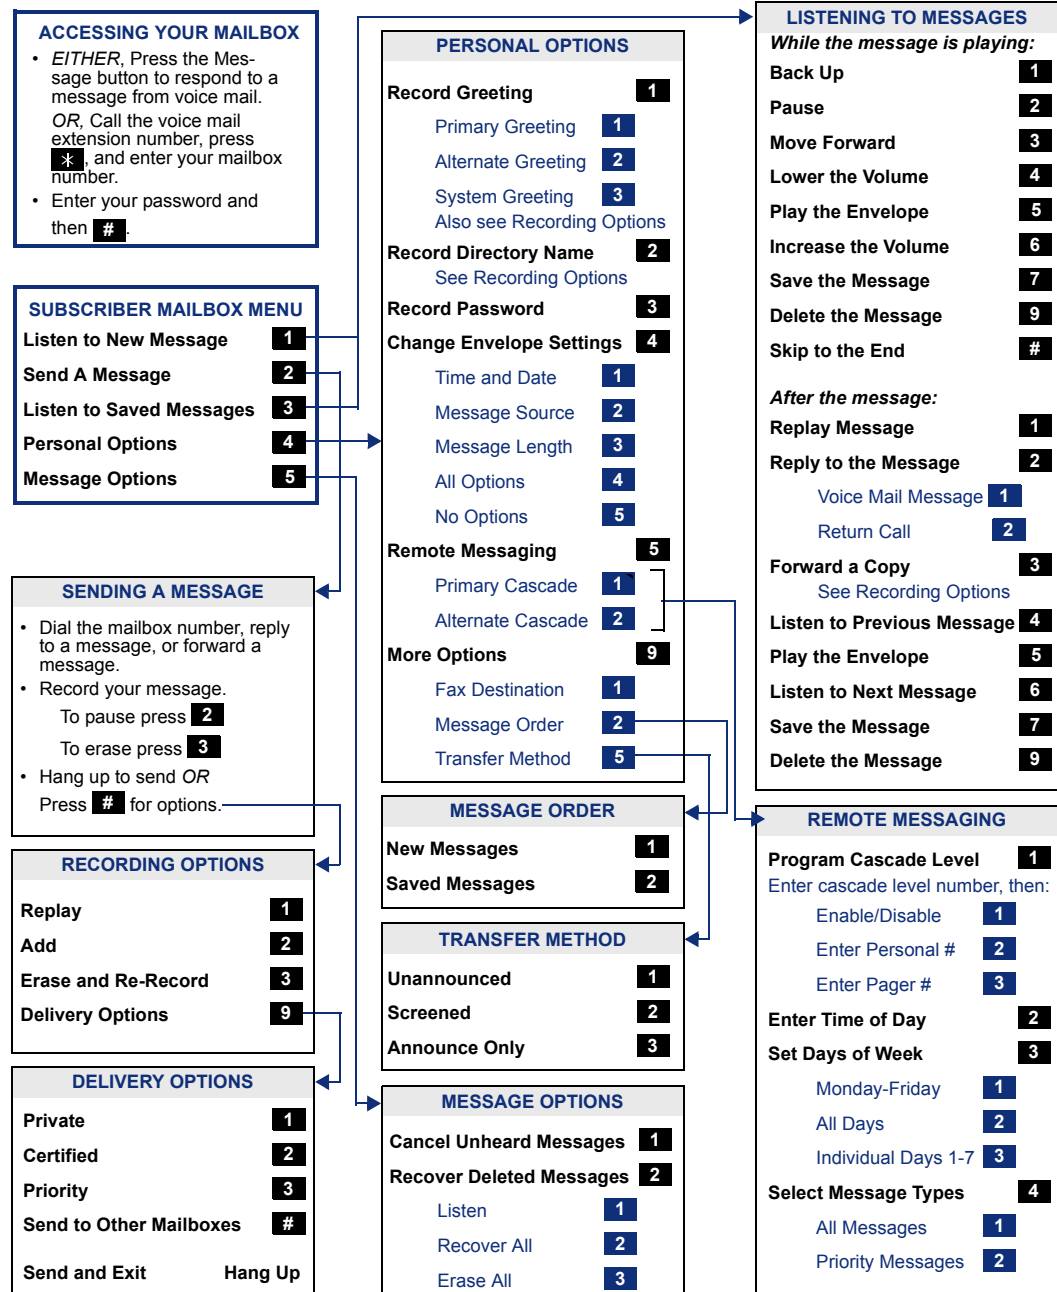 ACCESSING YOUR MAILBOX
• EITHER, Press the Mes-
sage button to respond to a
message from voice mail.
OR, Call the voice mail
extension number, press
*, and enter your mailbox
number.
• Enter your password and
then #.
SUBSCRIBER MAILBOX MENU
Listen to New Message 1
Send A Message 2
Listen to Saved Messages 3
Personal Options 4
Message Options 5
SENDING A MESSAGE
• Dial the mailbox number, reply
to a message, or forward a
message.
• Record your message.
To pause press 2
To erase press 3
• Hang up to send OR
Press # for options.
RECORDING OPTIONS
Replay 1
Add 2
Erase and Re-Record 3
Delivery Options 9
DELIVERY OPTIONS
Private 1
Certified 2
Priority 3
Send to Other Mailboxes #
Send and Exit Hang Up
PERSONAL OPTIONS
Record Greeting 1
Primary Greeting 1
Alternate Greeting 2
System Greeting 3
Also see Recording Options
Record Directory Name 2
See Recording Options
Record Password 3
Change Envelope Settings 4
Time and Date 1
Message Source 2
Message Length 3
All Options 4
No Options 5
Remote Messaging 5
Primary Cascade 1
Alternate Cascade 2
More Options 9
Fax Destination 1
Message Order 2
Transfer Method 5
MESSAGE ORDER
New Messages 1
Saved Messages 2
TRANSFER METHOD
Unannounced 1
Screened 2
Announce Only 3
MESSAGE OPTIONS
Cancel Unheard Messages 1
Recover Deleted Messages 2
Listen 1
Recover All 2
Erase All 3
LISTENING TO MESSAGES
While the message is playing:
Back Up 1
Pause 2
Move Forward 3
Lower the Volume 4
Play the Envelope 5
Increase the Volume 6
Save the Message 7
Delete the Message 9
Skip to the End #
After the message:
Replay Message 1
Reply to the Message 2
Voice Mail Message 1
Return Call 2
Forward a Copy 3
See Recording Options
Listen to Previous Message 4
Play the Envelope 5
Listen to Next Message 6
Save the Message 7
Delete the Message 9
REMOTE MESSAGING
Program Cascade Level 1
Enter cascade level number, then:
Enable/Disable 1
Enter Personal # 2
Enter Pager # 3
Enter Time of Day 2
Set Days of Week 3
Monday-Friday 1
All Days 2
Individual Days 1-7 3
Select Message Types 4
All Messages 1
Priority Messages 2